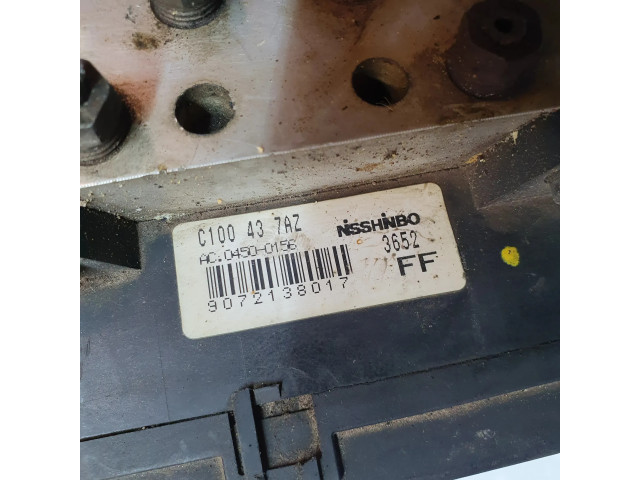 C100 43 7AZ NiSSHiNBO
AC.0450-0156 3652
FF
9072138017